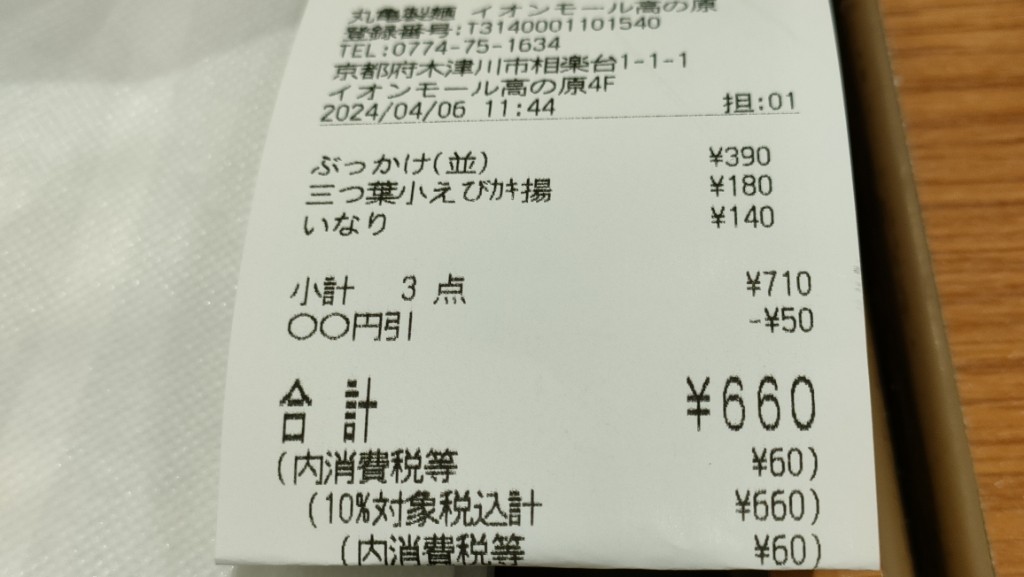 丸亀製麺 イオンモール高の原
登録番号:T3140001101540
TEL:0774-75-1634
京都府木津川市相楽台1-1-1
イオンモール高の原4F
2024/04/06 11:44 担:01
ぶっかけ(並) ¥390
三つ葉小えびカキ揚 ¥180
いなり ¥140
小計 3 点 ¥710
〇〇円引 -¥50
合 計 ¥660
(内消費税等 ¥60)
(10%対象税込計 ¥660)
(内消費税等 ¥60)